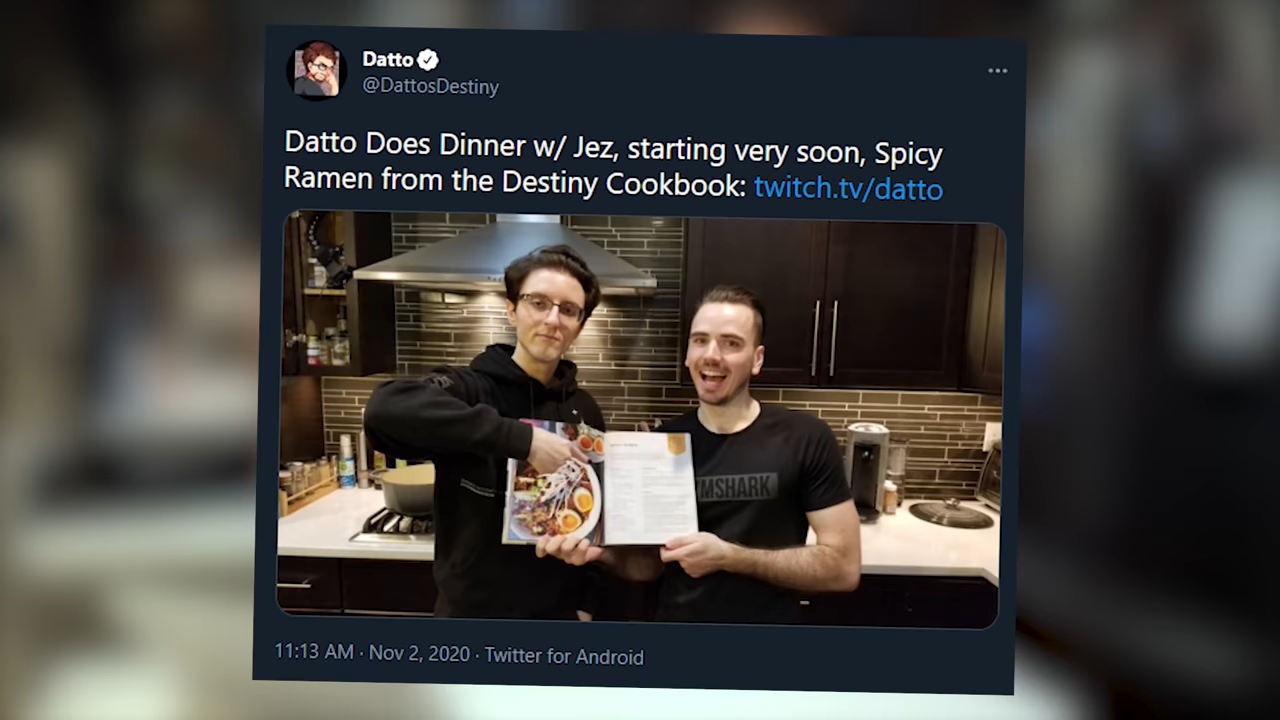 Datto
@DattosDestiny
Datto Does Dinner w/ Jez, starting very soon, Spicy
Ramen from the Destiny Cookbook: twitch.tv/datto
MSHARK
11:13 AM · Nov 2, 2020 · Twitter for Android